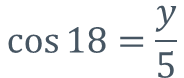 cos 18 = y/5